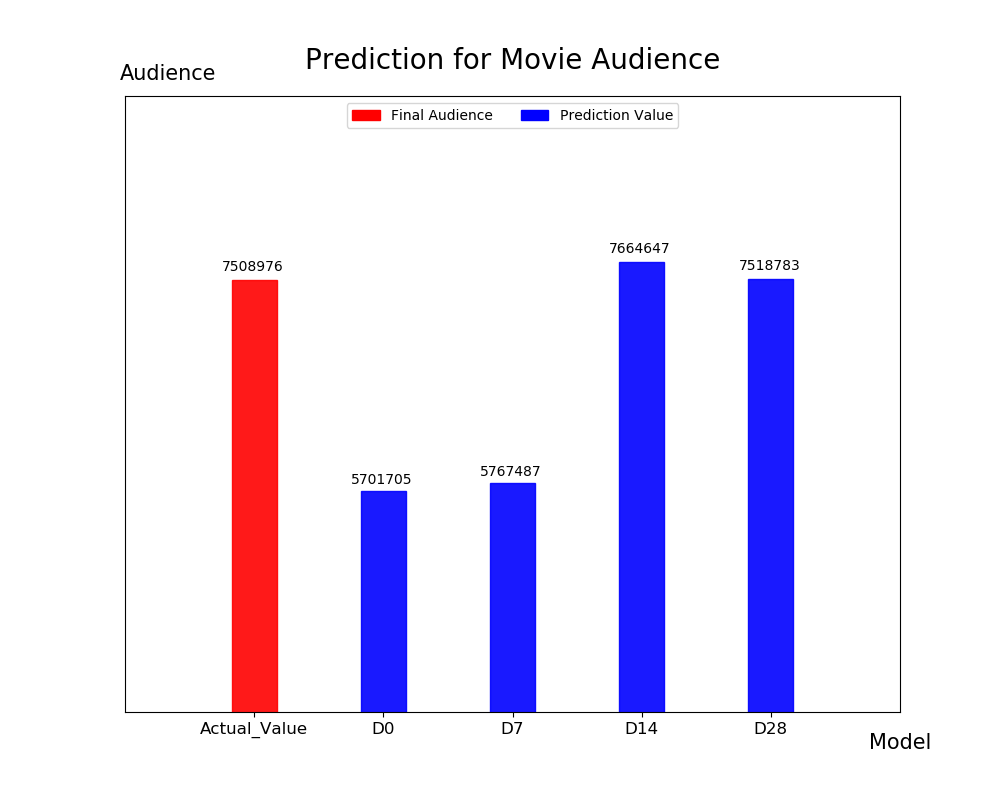 Prediction for Movie Audience
Audience
Final Audience Prediction Value
7664647
7508976 7518783
5767487
5701705
Actual_Value D0 D7 D14 D28
Model